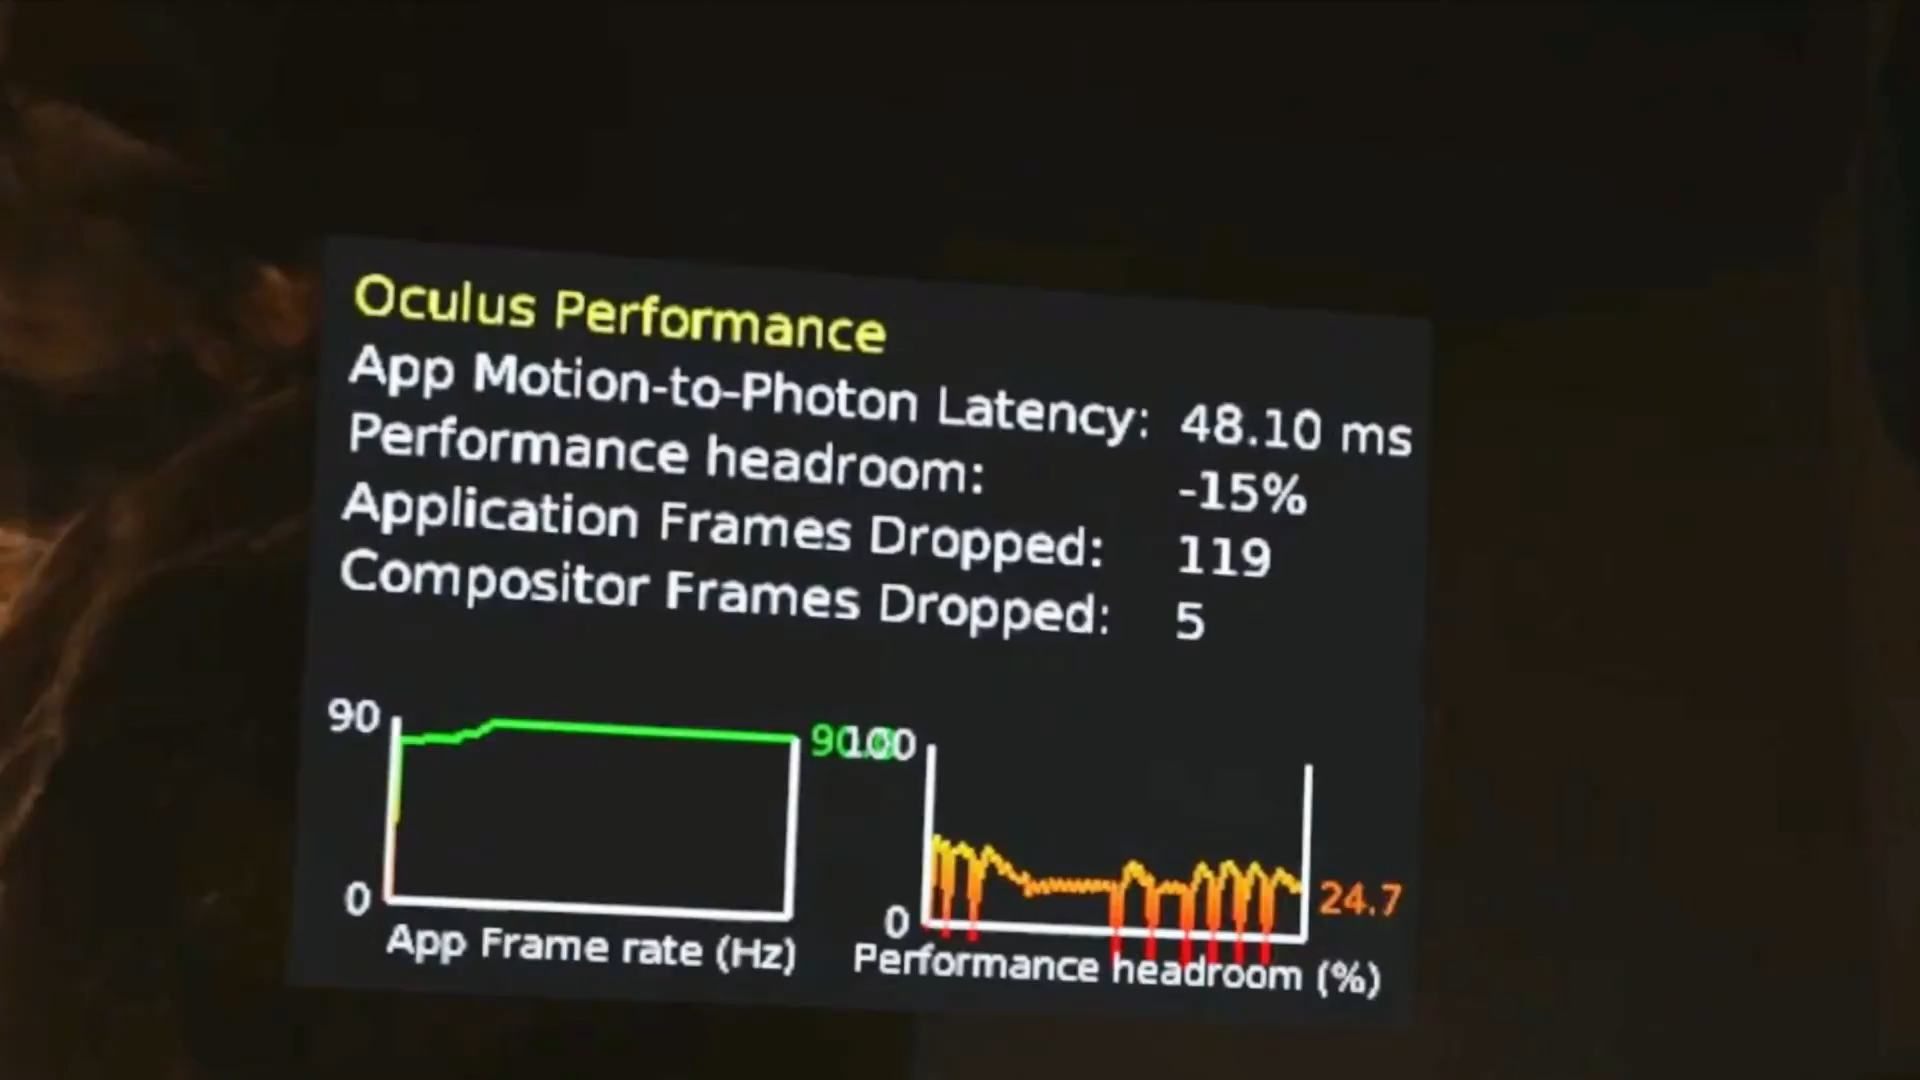 Oculus Performance
App Motion-to-Photon Latency: 48.10 ms
Performance headroom: -15%
Application Frames Dropped: 119
Compositor Frames Dropped: 5
90
100
0
0
24.7
App Frame rate (Hz)
Performance headroom (%)